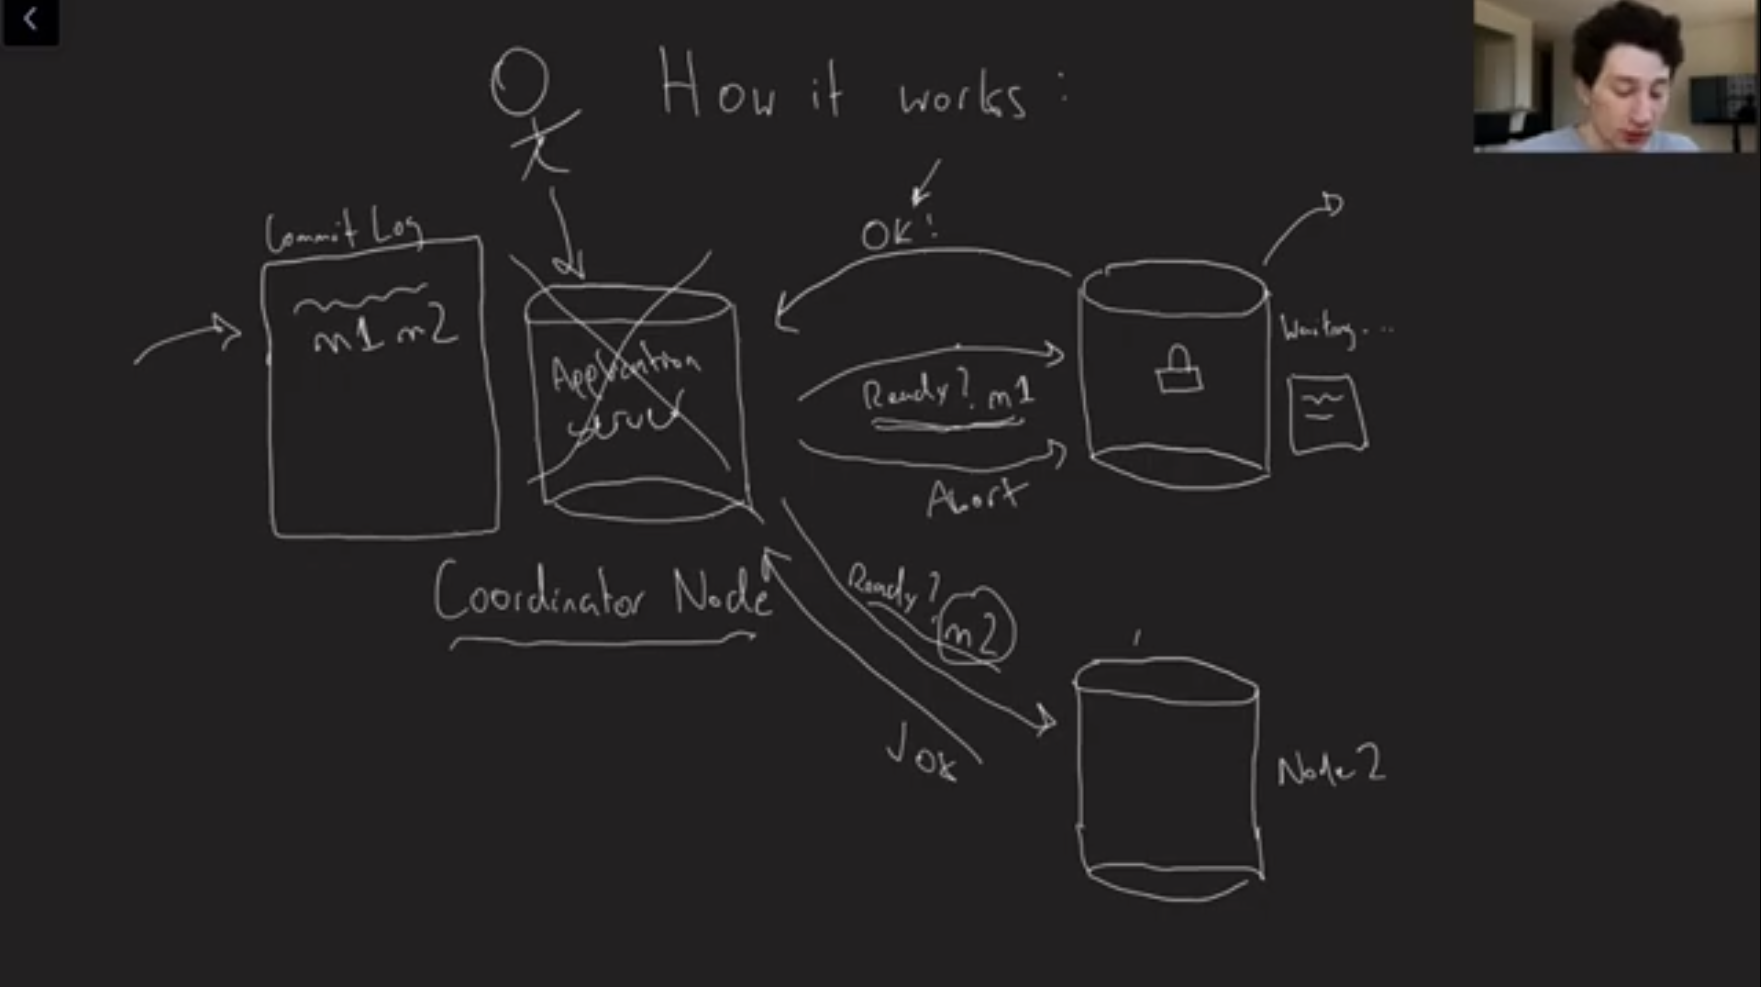 How it works:
Commit Log
OK!
m1 m2
Application
server
Waiting...
Ready? m1
Abort
Coordinator Node
Ready?
m2
OK
Node 2